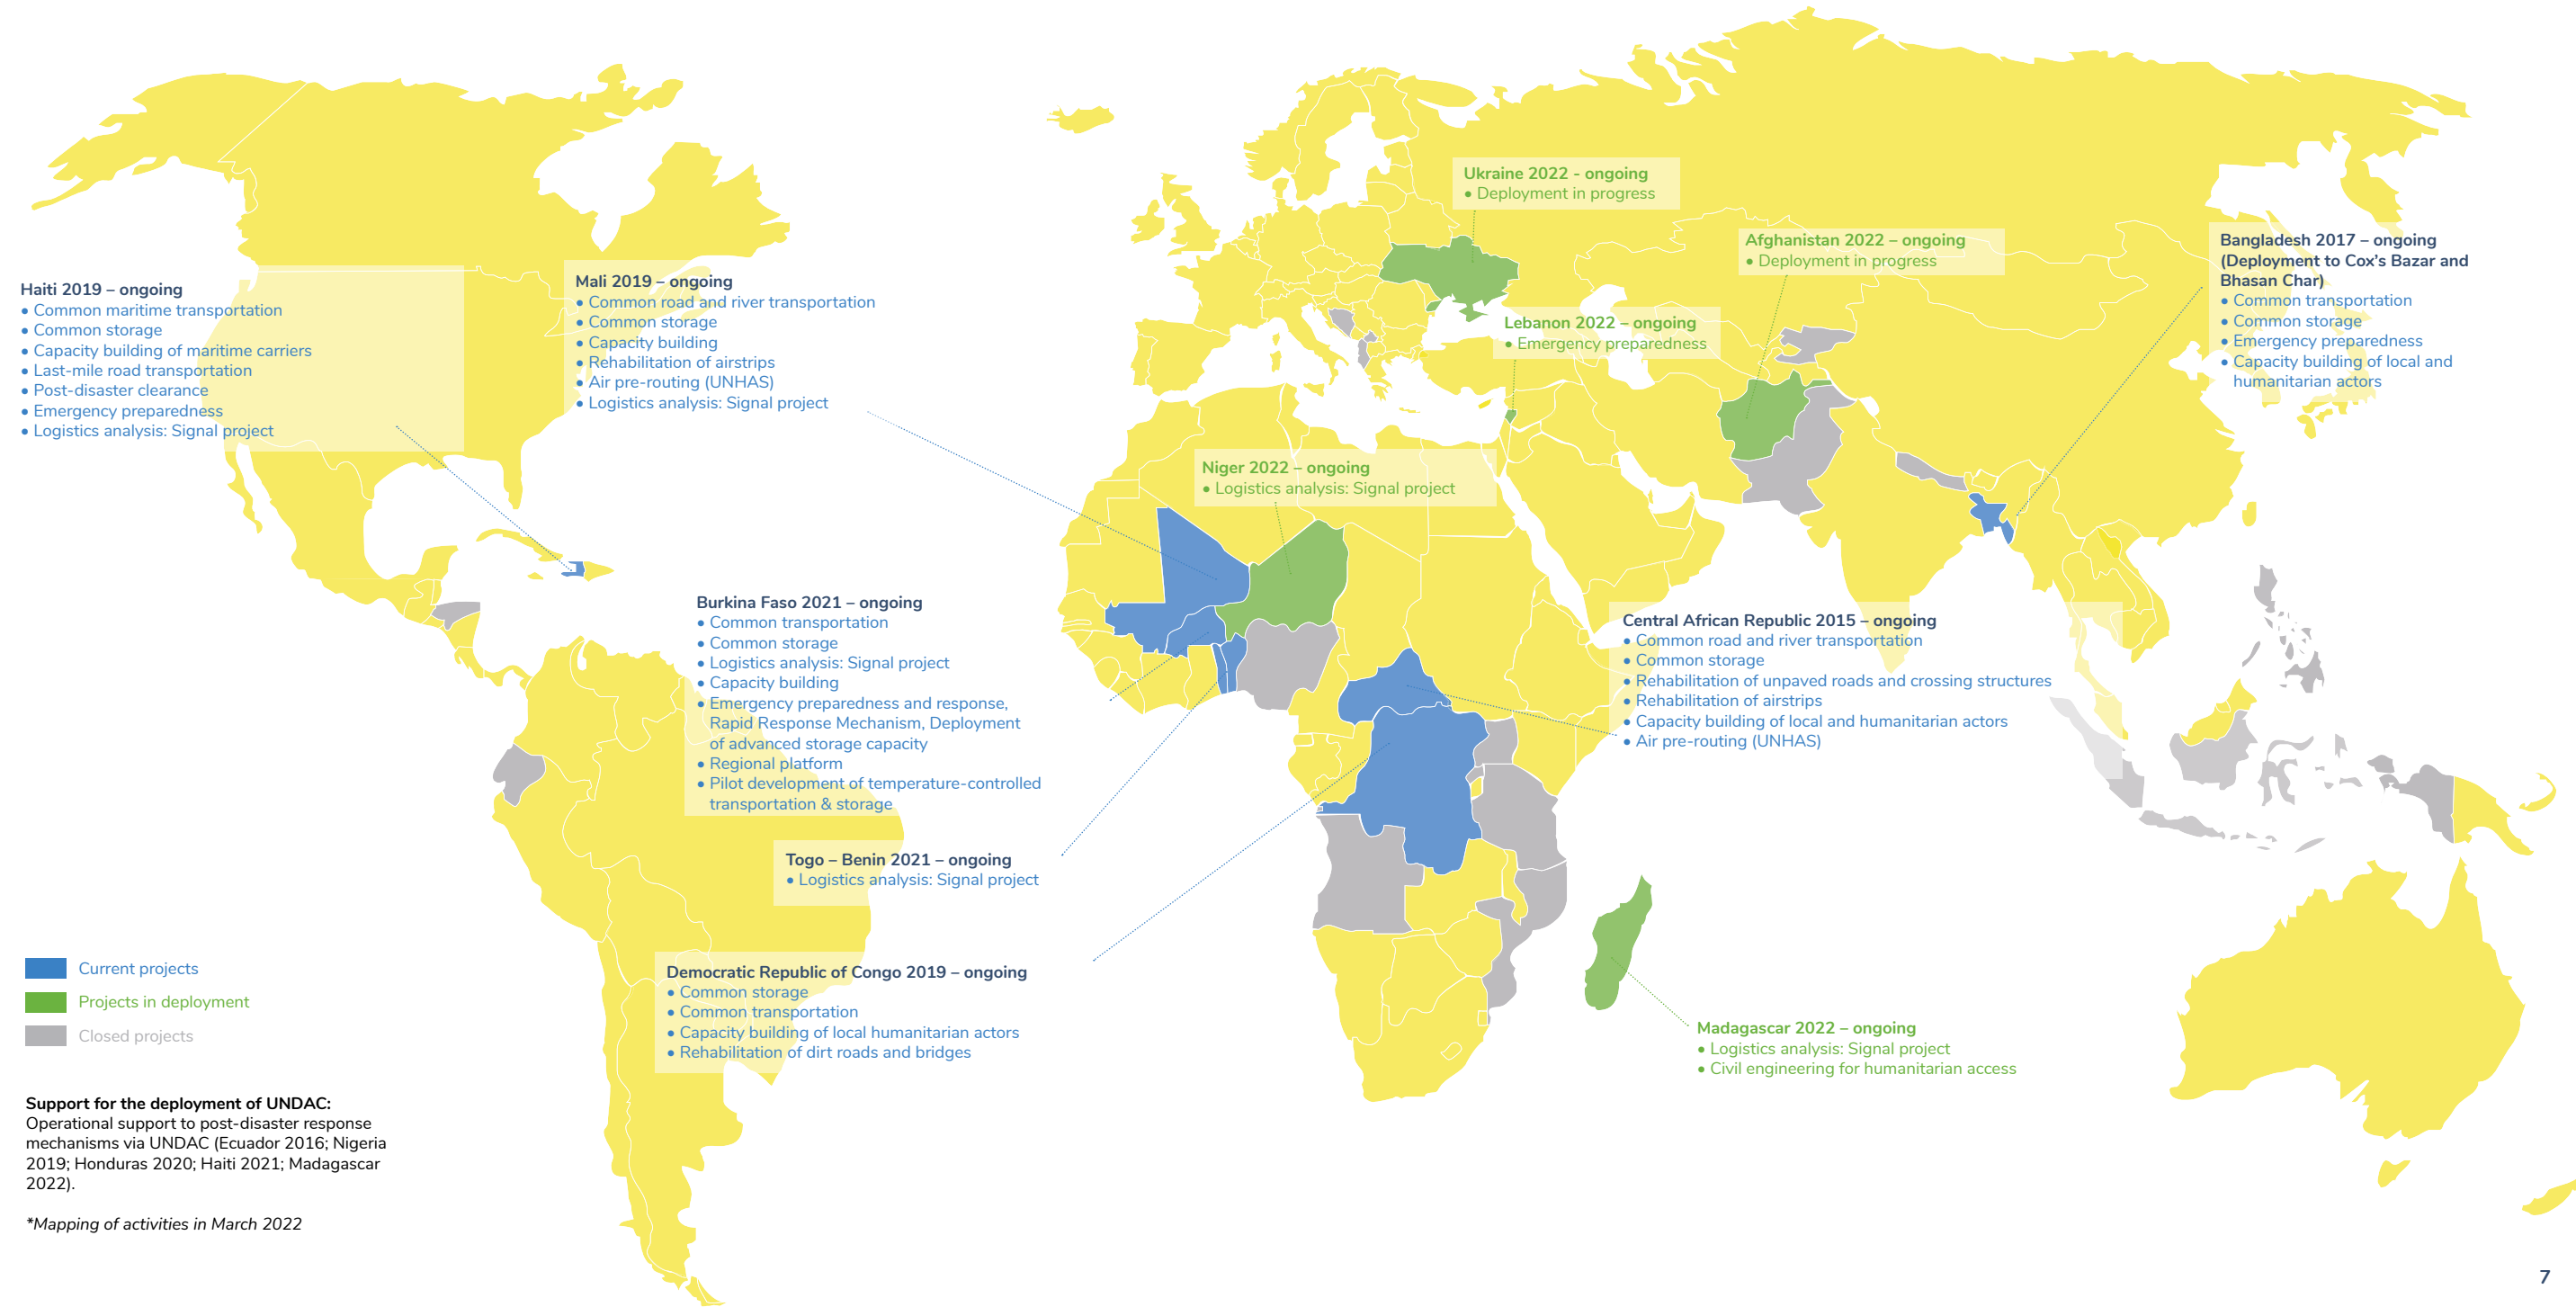 Ukraine 2022 - ongoing
• Deployment in progress
Afghanistan 2022 – ongoing
• Deployment in progress
Bangladesh 2017 – ongoing
(Deployment to Cox’s Bazar and
Bhasan Char)
• Common transportation
• Common storage
• Emergency preparedness
• Capacity building of local and
humanitarian actors
Haiti 2019 – ongoing
• Common maritime transportation
• Common storage
• Capacity building of maritime carriers
• Last-mile road transportation
• Post-disaster clearance
• Emergency preparedness
• Logistics analysis: Signal project
Mali 2019 – ongoing
• Common road and river transportation
• Common storage
• Capacity building
• Rehabilitation of airstrips
• Air pre-routing (UNHAS)
• Logistics analysis: Signal project
Lebanon 2022 – ongoing
• Emergency preparedness
Niger 2022 – ongoing
• Logistics analysis: Signal project
Burkina Faso 2021 – ongoing
• Common transportation
• Common storage
• Logistics analysis: Signal project
• Capacity building
• Emergency preparedness and response,
Rapid Response Mechanism, Deployment
of advanced storage capacity
• Regional platform
• Pilot development of temperature-controlled
transportation & storage
Central African Republic 2015 – ongoing
• Common road and river transportation
• Common storage
• Rehabilitation of unpaved roads and crossing structures
• Rehabilitation of airstrips
• Capacity building of local and humanitarian actors
• Air pre-routing (UNHAS)
Togo – Benin 2021 – ongoing
• Logistics analysis: Signal project
Democratic Republic of Congo 2019 – ongoing
• Common storage
• Common transportation
• Capacity building of local humanitarian actors
• Rehabilitation of dirt roads and bridges
Madagascar 2022 – ongoing
• Logistics analysis: Signal project
• Civil engineering for humanitarian access
Current projects
Projects in deployment
Closed projects
Support for the deployment of UNDAC:
Operational support to post-disaster response
mechanisms via UNDAC (Ecuador 2016; Nigeria
2019; Honduras 2020; Haiti 2021; Madagascar
2022).
*Mapping of activities in March 2022
7